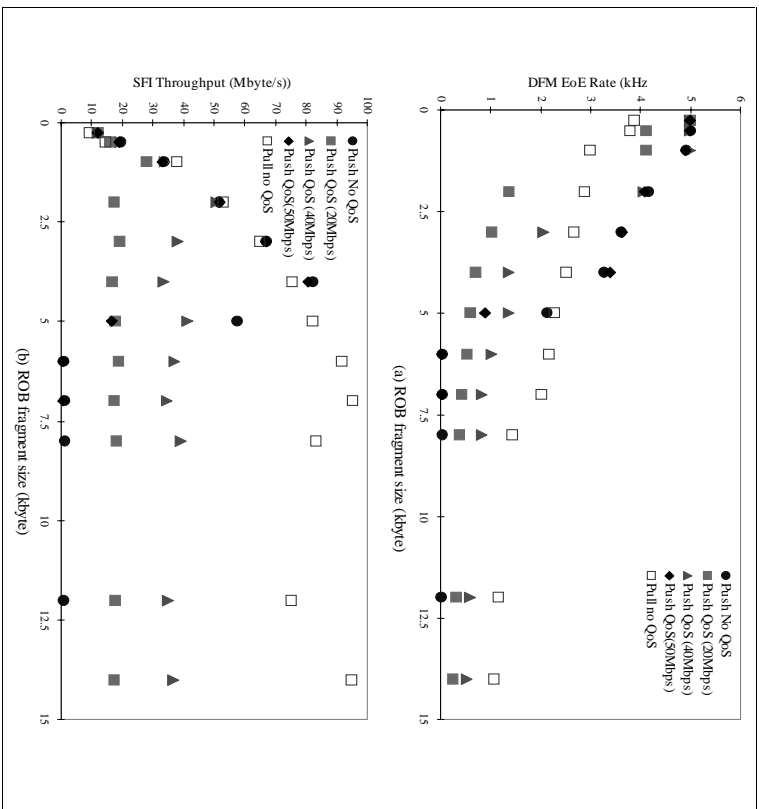 DFM EoE Rate (kHz
6
5
4
3
2
1
0
0
2.5
5
7.5
10
12.5
15
(a) ROB fragment size (kbyte)
Push No QoS
Push QoS (20Mbps)
Push QoS (40Mbps)
Push QoS(50Mbps)
Pull no QoS
SFI Throughput (Mbyte/s))
100
90
80
70
60
50
40
30
20
10
0
0
2.5
5
7.5
10
12.5
15
(b) ROB fragment size (kbyte)
Push No QoS
Push QoS (20Mbps)
Push QoS (40Mbps)
Push QoS(50Mbps)
Pull no QoS